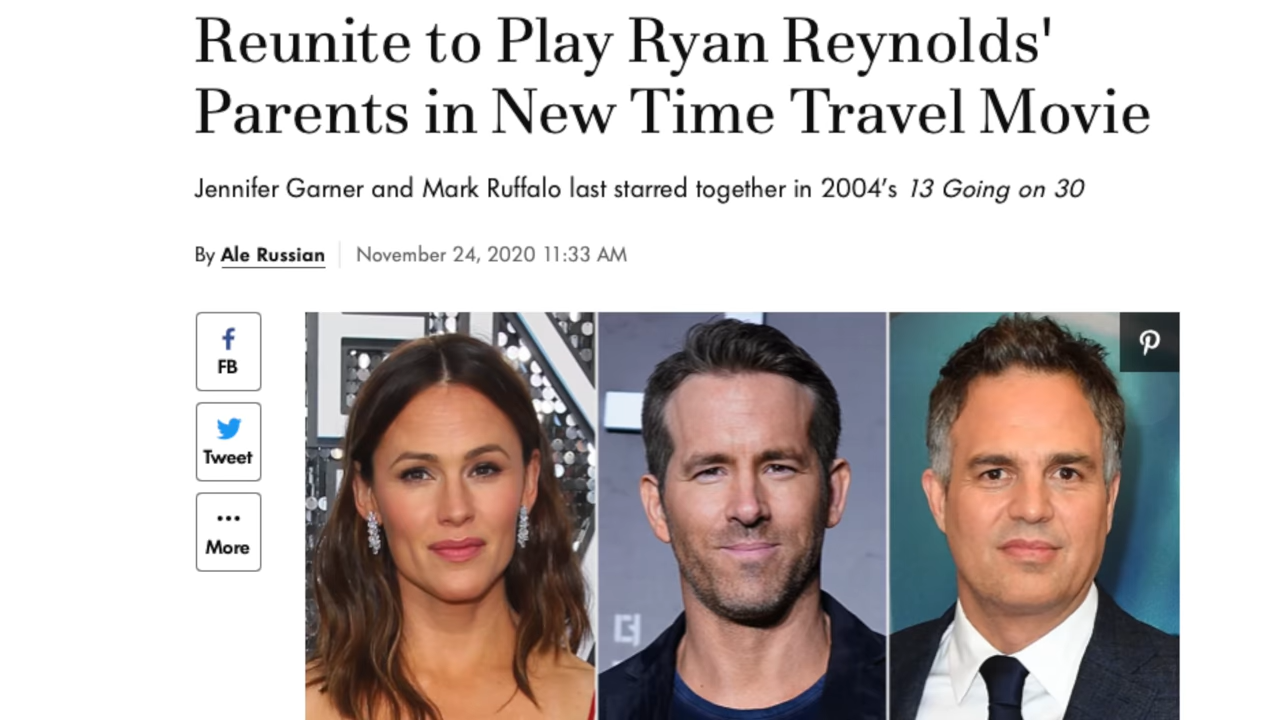 Reunite to Play Ryan Reynolds'
Parents in New Time Travel Movie
Jennifer Garner and Mark Ruffalo last starred together in 2004's 13 Going on 30
By Ale Russian November 24, 2020 11:33 AM
FB
Tweet
More